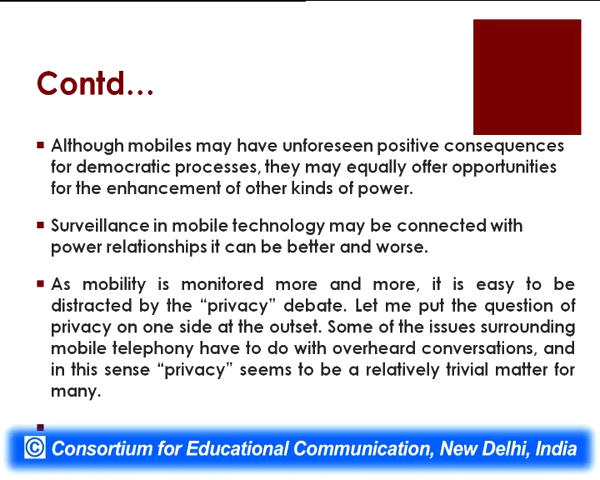 Contd...
Although mobiles may have unforeseen positive consequences
for democratic processes, they may equally offer opportunities
for the enhancement of other kinds of power.
Surveillance in mobile technology may be connected with
power relationships it can be better and worse.
As mobility is monitored more and more, it is easy to be
distracted by the “privacy” debate. Let me put the question of
privacy on one side at the outset. Some of the issues surrounding
mobile telephony have to do with overheard conversations, and
in this sense “privacy” seems to be a relatively trivial matter for
many.
© Consortium for Educational Communication, New Delhi, India